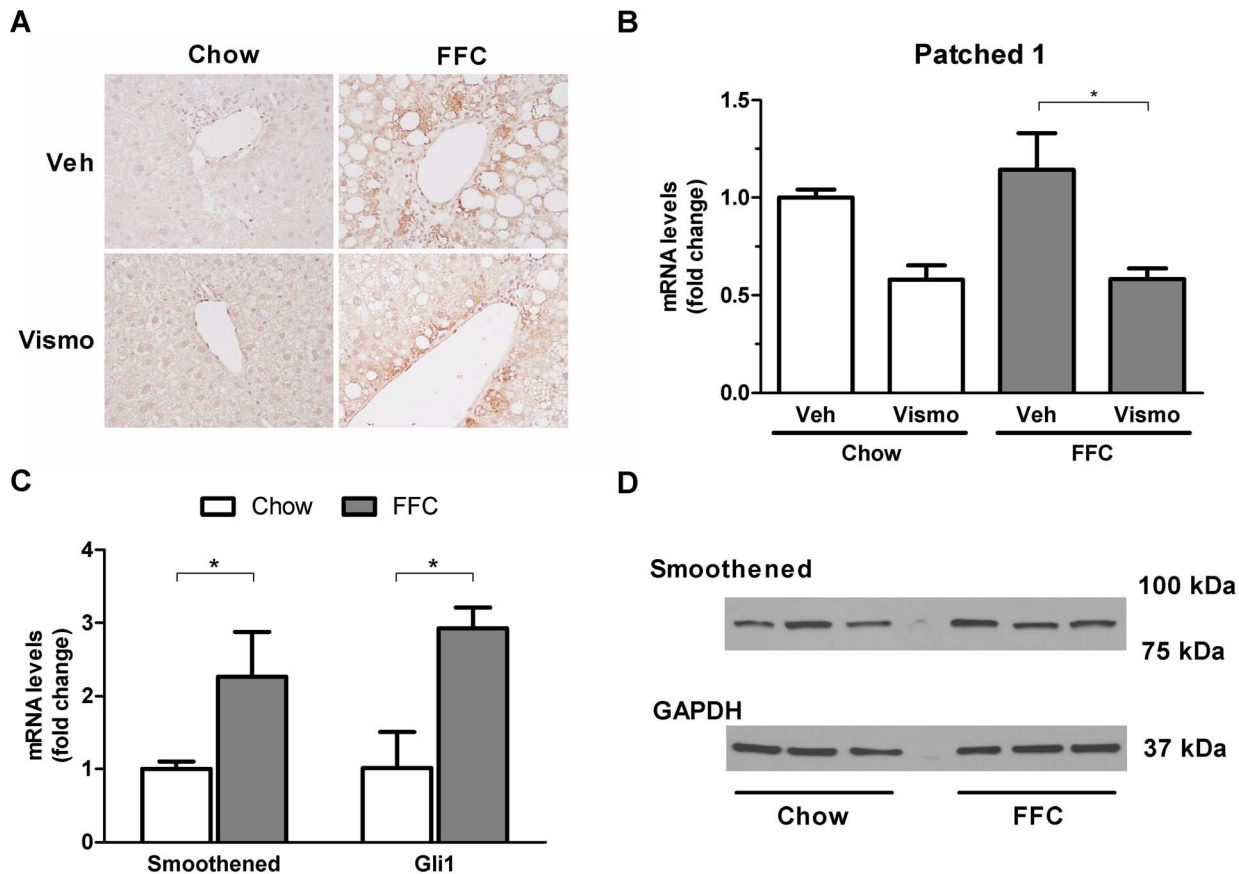 A
Chow FFC
Veh
Vismo
B
Patched 1
mRNA levels
(fold change)
1.5
1.0
0.5
0.0
*
Veh Vismo Veh Vismo
Chow FFC
C
Chow FFC
mRNA levels
(fold change)
4
3
2
1
0
* *
Smoothened Gli1
D
Smoothened
100 kDa
75 kDa
GAPDH
37 kDa
Chow FFC